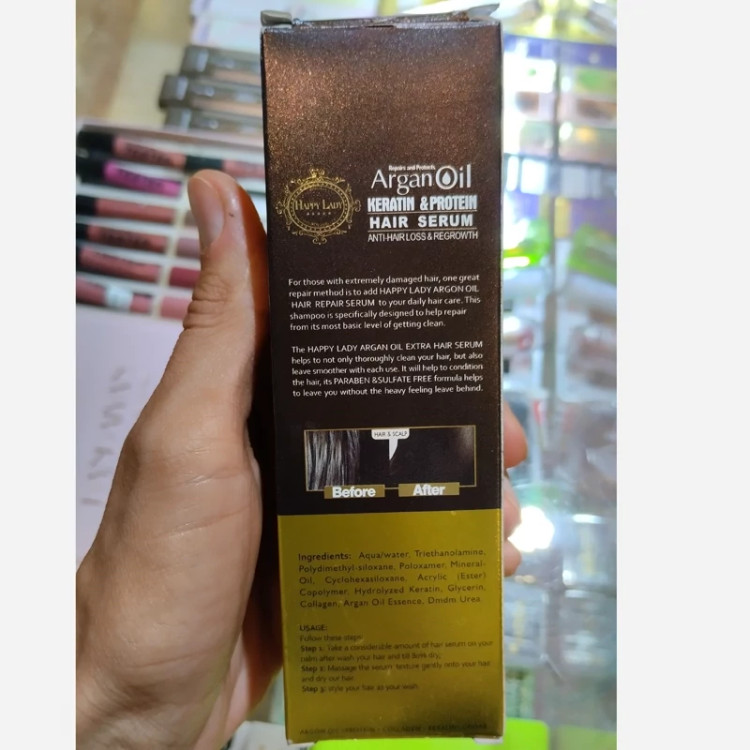 Repairs and Protects
Argan Oil
HAPPY LADY
KERATIN & PROTEIN
HAIR SERUM
ANTI-HAIR LOSS & REGROWTH
For those with extremely damaged hair, one great
repair method is to add HAPPY LADY ARGON OIL
HAIR REPAIR SERUM to your daily hair care. This
shampoo is specifically designed to help repair
from its most basic level of getting clean.
The HAPPY LADY ARGAN OIL EXTRA HAIR SERUM
helps to not only thoroughly clean your hair, but also
leave smoother with each use. It will help to condition
the hair, its PARABEN &SULFATE FREE formula helps
to leave you without the heavy feeling leave behind.
HAIR & SCALP
Before After
Ingredients: Aqua/water, Triethanolamine,
Polydimethyl-siloxane, Poloxamer, Mineral-
Oil, Cyclohexasiloxane, Acrylic (Ester)
Copolymer, Hydrolyzed Keratin, Glycerin,
Collagen, Argan Oil Essence, Dmdm Urea.
USAGE:
Follow these steps
Step 1. Take a considerable amount of hair serum on your
palm after wash your hair and till 80% dry;
Step 2: Massage the serum texture gently onto your hair
and dry our hair
Step 3: style your hair as your wish